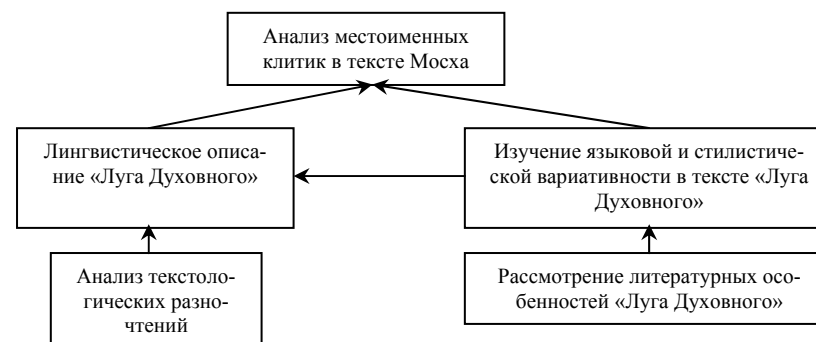 Анализ местоименных
клитик в тексте Мосха
Лингвистическое описа-
ние «Луга Духовного»
Изучение языковой и стилистиче-
ской вариативности в тексте «Луга
Духовного»
Анализ текстоло-
гических разно-
чтений
Рассмотрение литературных осо-
бенностей «Луга Духовного»